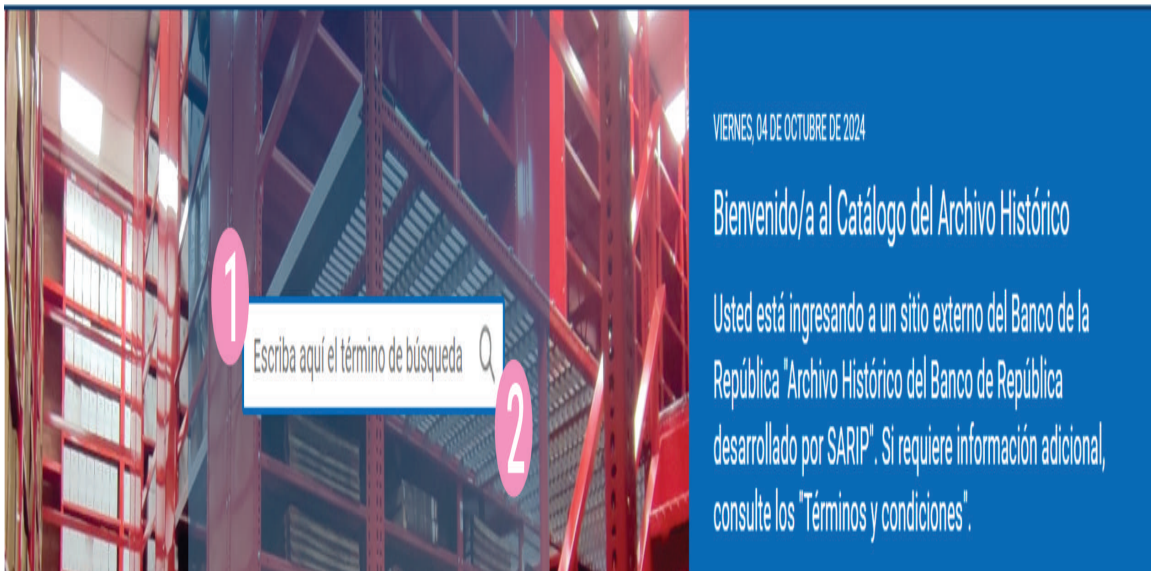 1
Escriba aquí el término de búsqueda
2
VIERNES, 04 DE OCTUBRE DE 2024
Bienvenido/a al Catálogo del Archivo Histórico
Usted está ingresando a un sitio externo del Banco de la
República "Archivo Histórico del Banco de República
desarrollado por SARIP". Si requiere información adicional,
consulte los "Términos y condiciones".